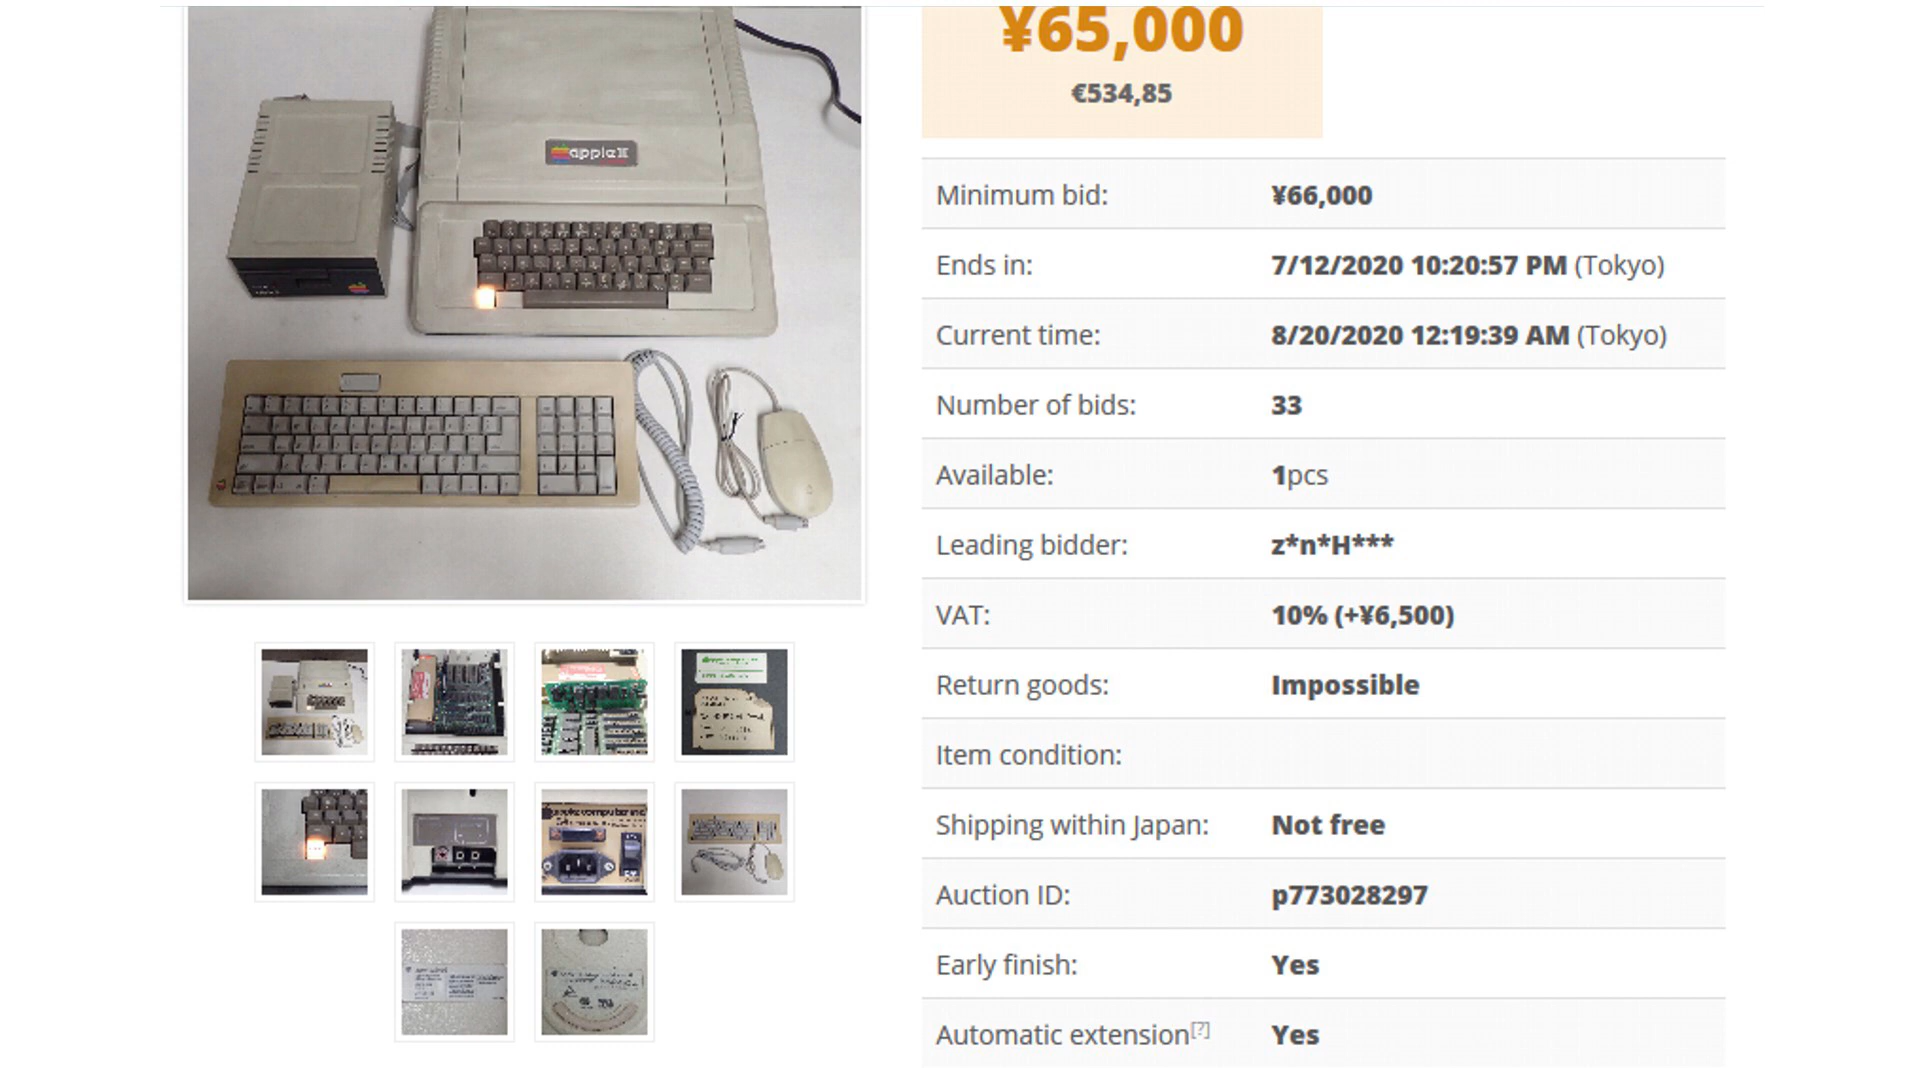 ¥65,000
€534,85
apple ][
Minimum bid: ¥66,000
Ends in: 7/12/2020 10:20:57 PM (Tokyo)
Current time: 8/20/2020 12:19:39 AM (Tokyo)
Number of bids: 33
Available: 1pcs
Leading bidder: z*n*H***
VAT: 10% (+¥6,500)
Return goods: Impossible
Item condition:
Shipping within Japan: Not free
Auction ID: p773028297
Early finish: Yes
Automatic extension[?] Yes
apple computer inc